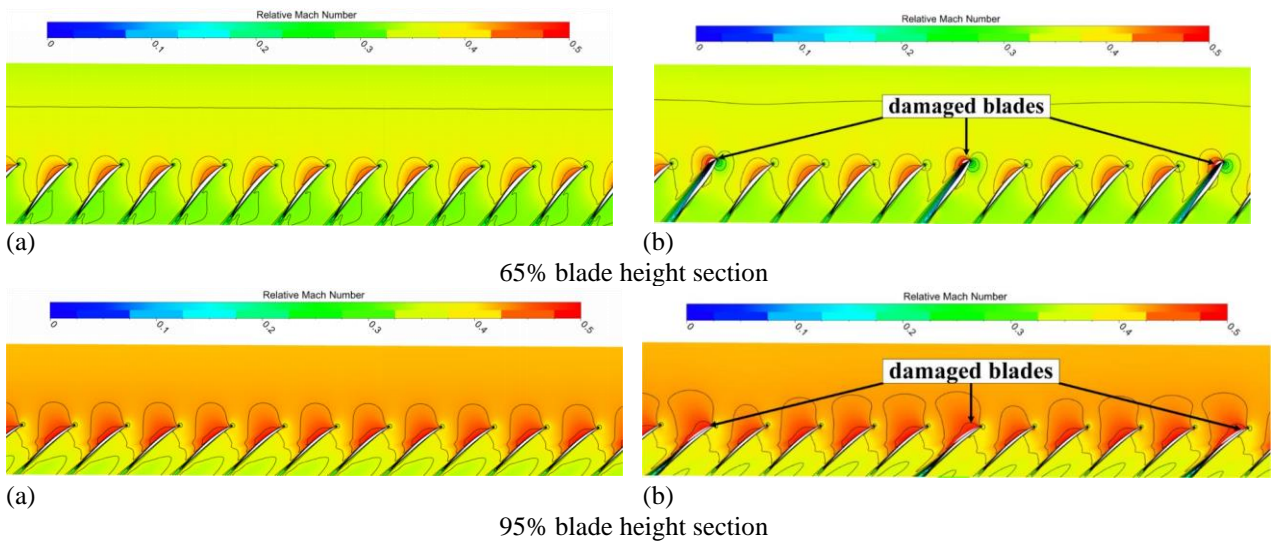 Relative Mach Number
0 0.1 0.2 0.3 0.4 0.5
Relative Mach Number
0 0.1 0.2 0.3 0.4 0.5
damaged blades
(a) (b)
65% blade height section
Relative Mach Number
0 0.1 0.2 0.3 0.4 0.5
Relative Mach Number
0 0.1 0.2 0.3 0.4 0.5
damaged blades
(a) (b)
95% blade height section